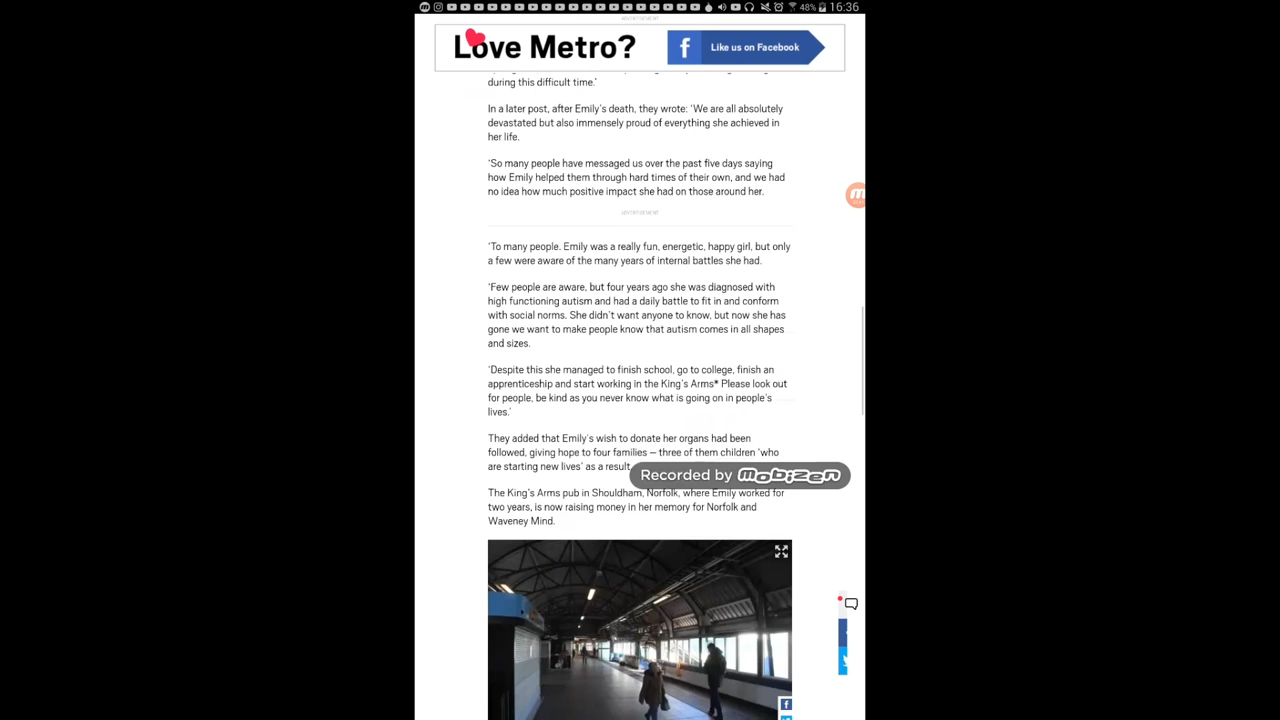 48% 16:36
ADVERTISEMENT
Love Metro?
Like us on Facebook
during this difficult time.'
In a later post, after Emily's death, they wrote: 'We are all absolutely
devastated but also immensely proud of everything she achieved in
her life.
'So many people have messaged us over the past five days saying
how Emily helped them through hard times of their own, and we had
no idea how much positive impact she had on those around her.
ADVERTISEMENT
'To many people. Emily was a really fun, energetic, happy girl, but only
a few were aware of the many years of internal battles she had.
'Few people are aware, but four years ago she was diagnosed with
high functioning autism and had a daily battle to fit in and conform
with social norms. She didn't want anyone to know, but now she has
gone we want to make people know that autism comes in all shapes
and sizes.
'Despite this she managed to finish school, go to college, finish an
apprenticeship and start working in the King's Arms* Please look out
for people, be kind as you never know what is going on in people's
lives.'
They added that Emily's wish to donate her organs had been
followed, giving hope to four families – three of them children 'who
are starting new lives' as a result
Recorded by mobizen
The King's Arms pub in Shouldham, Norfolk, where Emily worked for
two years, is now raising money in her memory for Norfolk and
Waveney Mind.